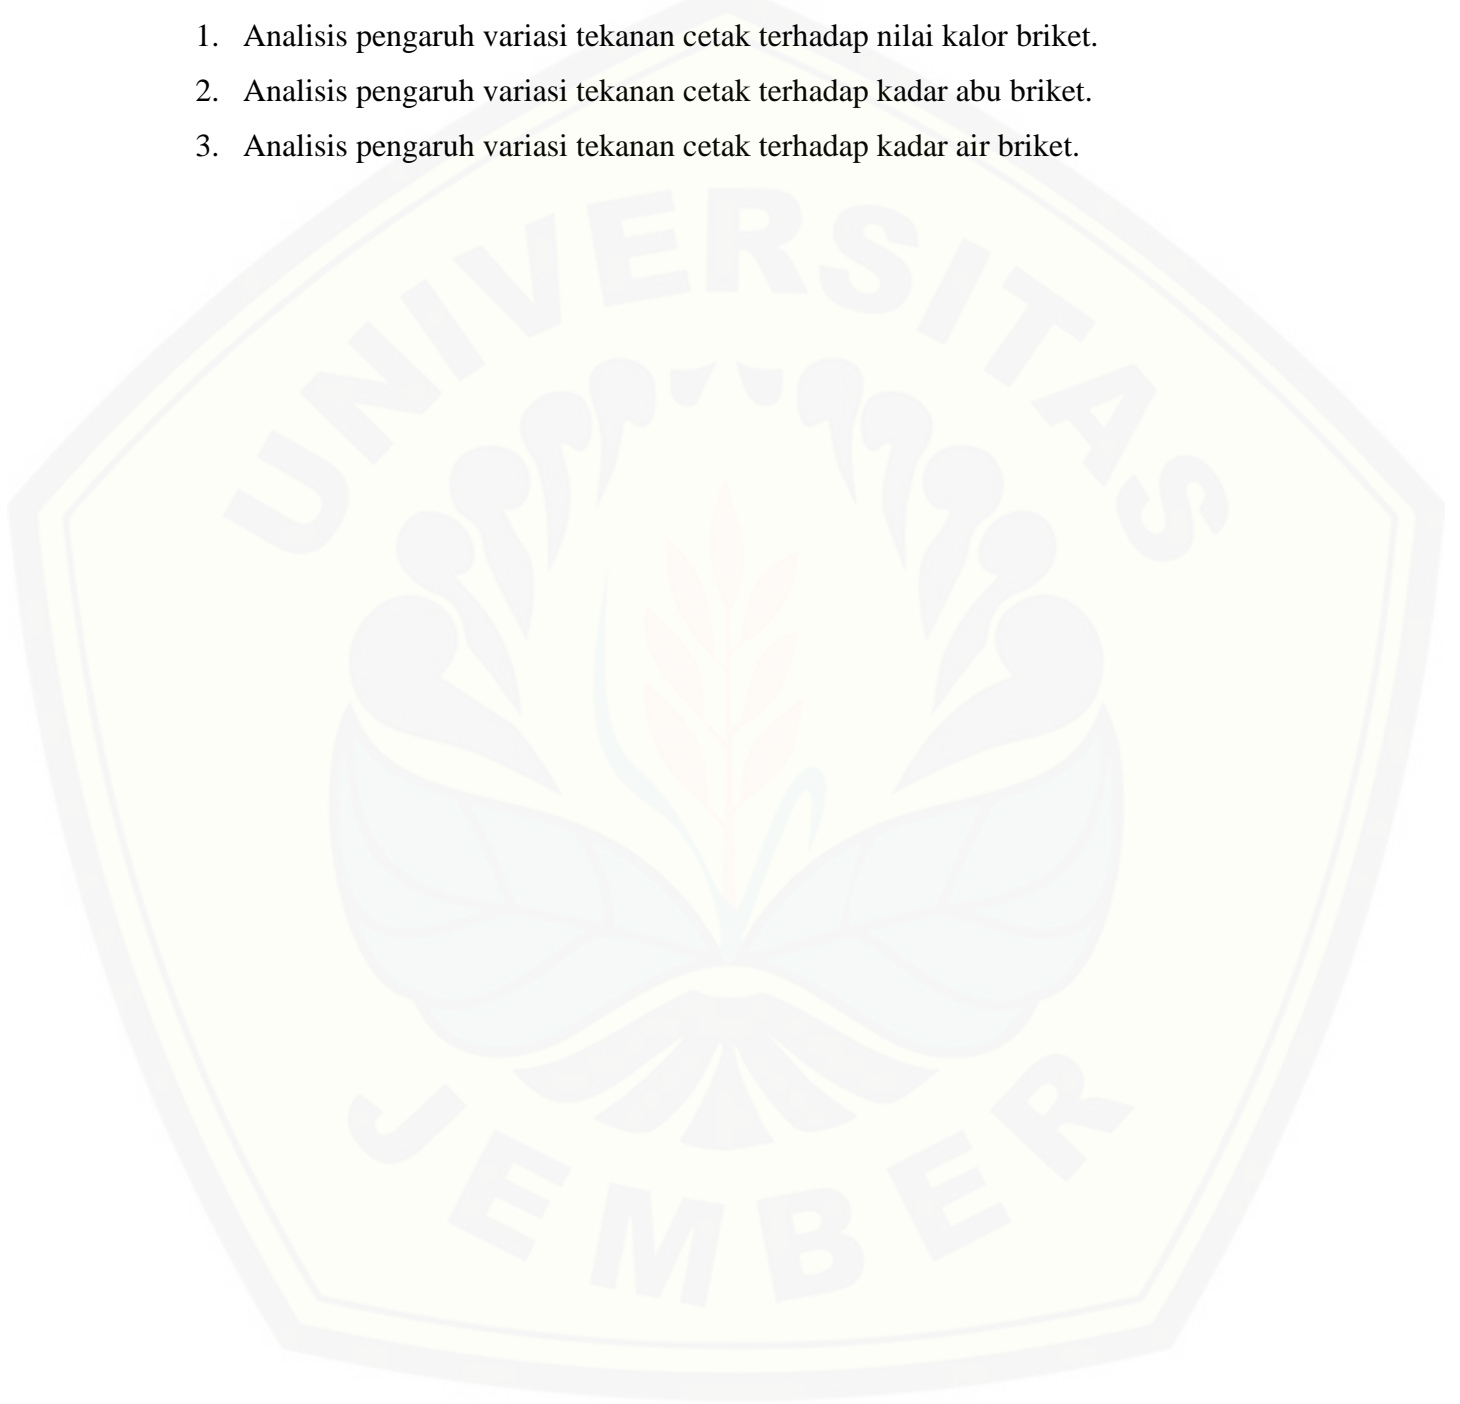 1. Analisis pengaruh variasi tekanan cetak terhadap nilai kalor briket.
2. Analisis pengaruh variasi tekanan cetak terhadap kadar abu briket.
3. Analisis pengaruh variasi tekanan cetak terhadap kadar air briket.
UNIVERSITAS
JEMBER